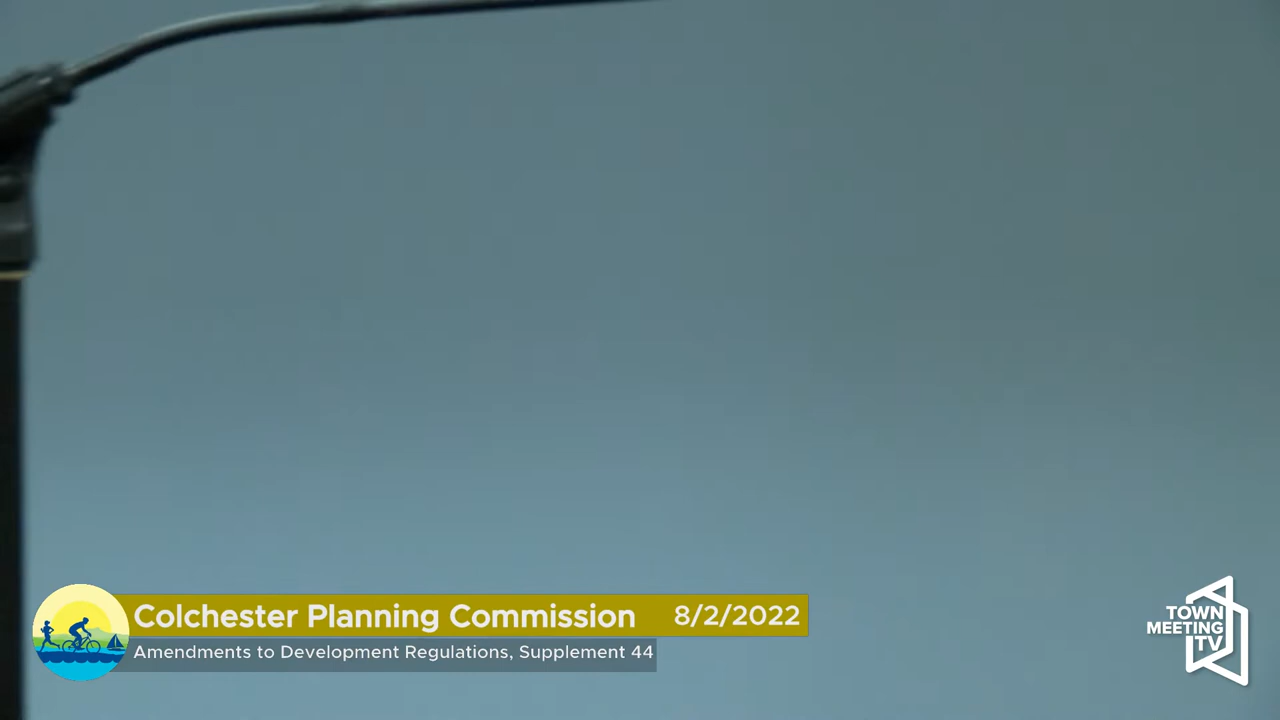 Colchester Planning Commission 8/2/2022
Amendments to Development Regulations, Supplement 44
TOWN
MEETING
TV